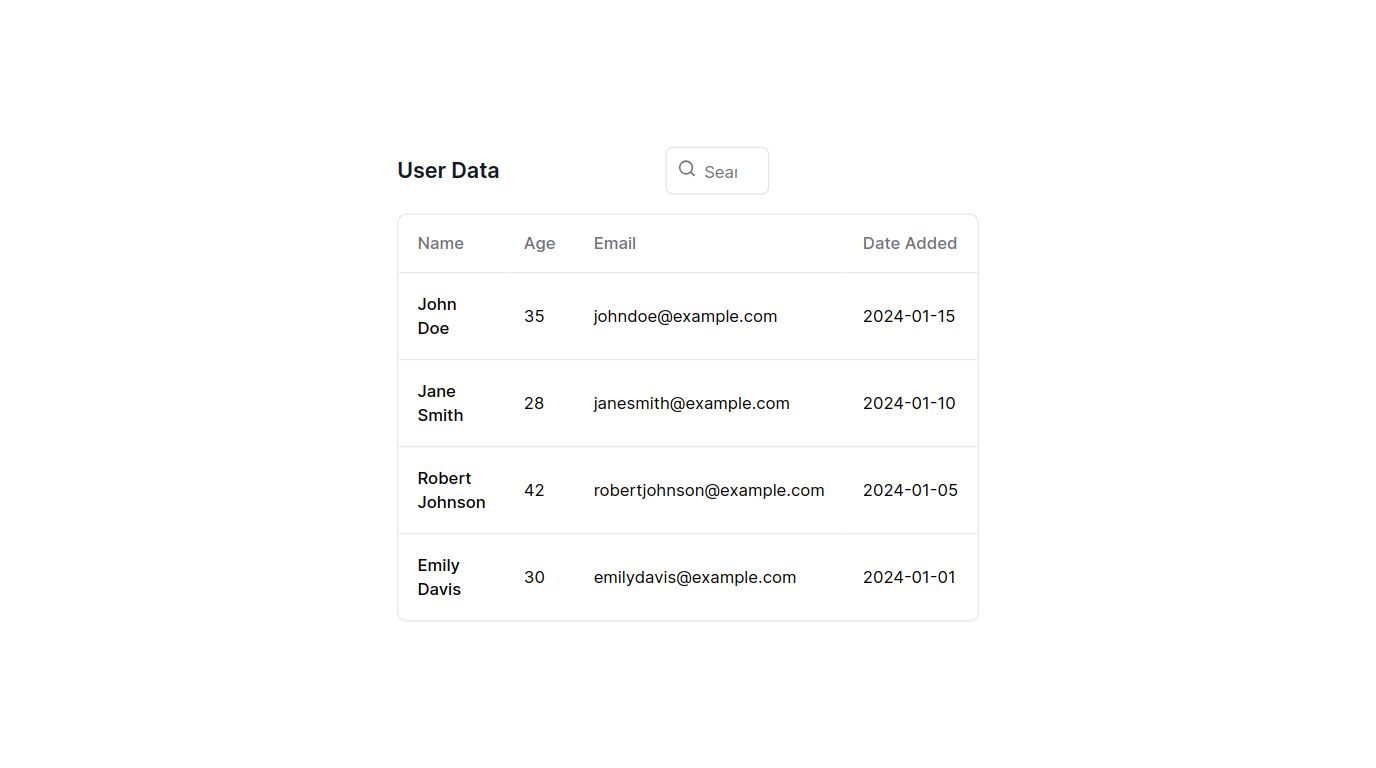 User Data
Sear
Name Age Email Date Added
John
Doe 35 johndoe@example.com 2024-01-15
Jane
Smith 28 janesmith@example.com 2024-01-10
Robert
Johnson 42 robertjohnson@example.com 2024-01-05
Emily
Davis 30 emilydavis@example.com 2024-01-01